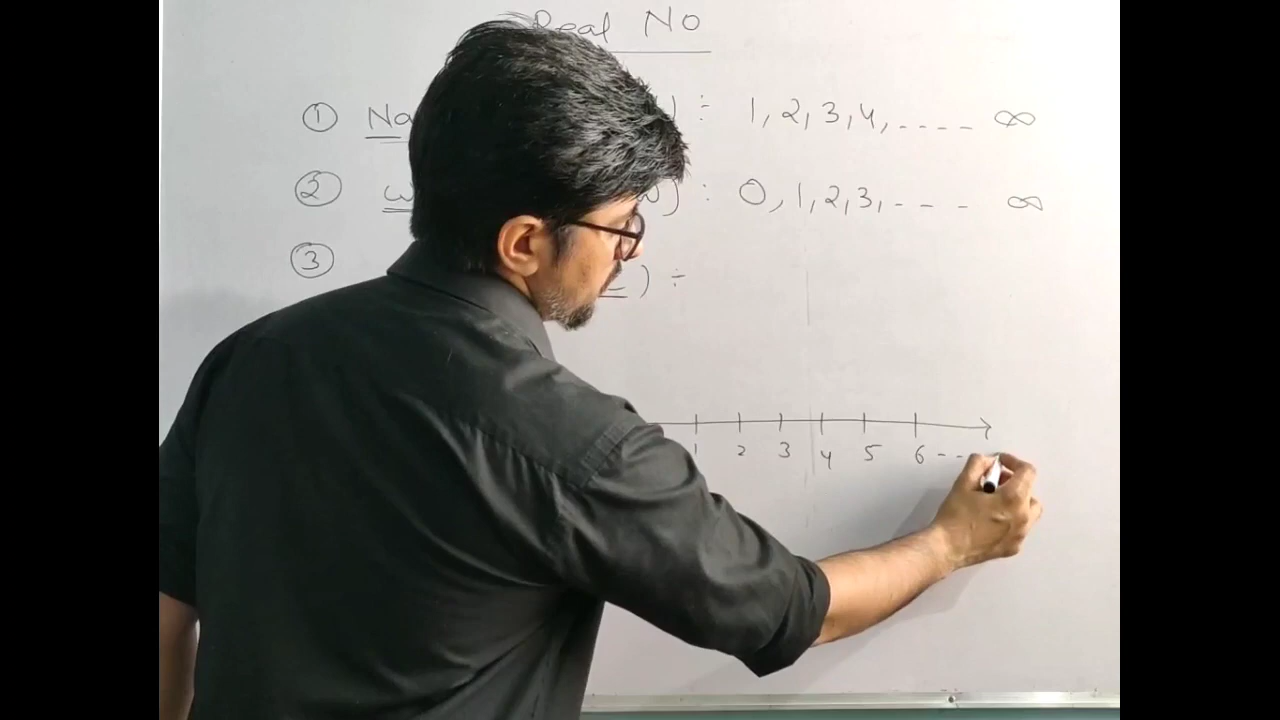 Real No
① Na ) ÷ 1, 2, 3, 4, ---- ∞
② w ) : 0, 1, 2, 3, --- ∞
③ ) ÷
1 2 3 4 5 6 --